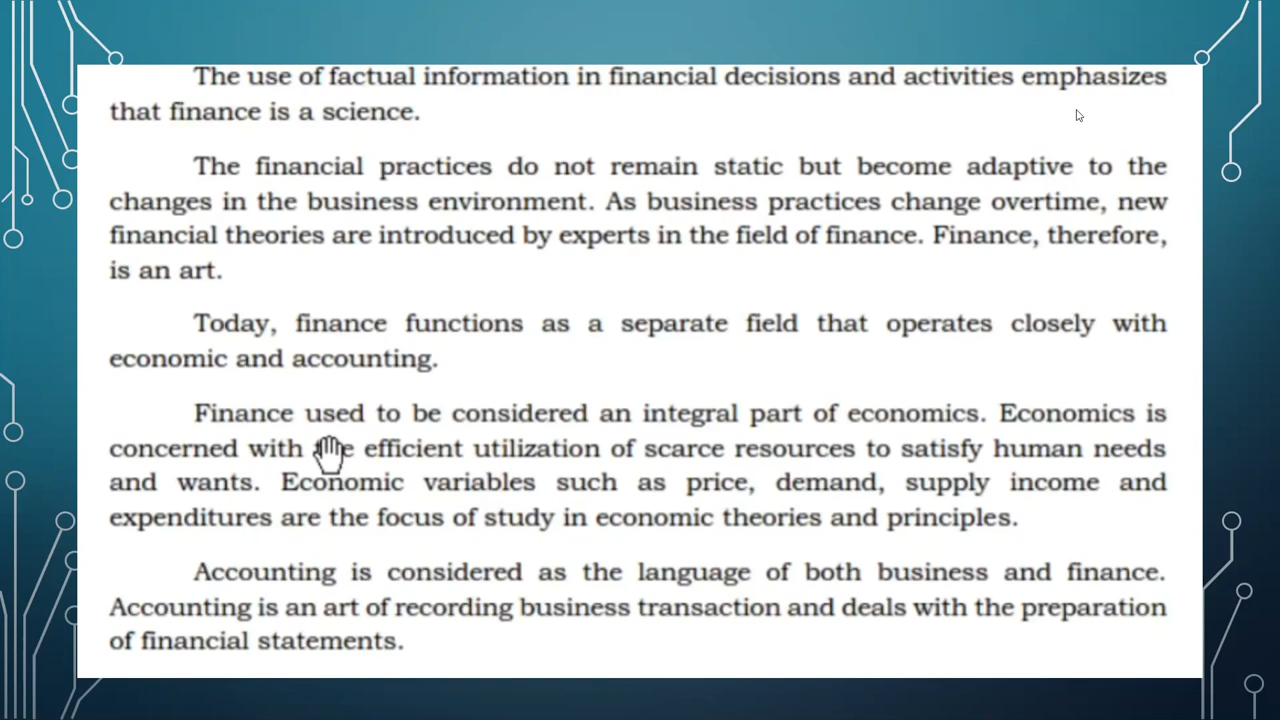 The use of factual information in financial decisions and activities emphasizes
that finance is a science.
The financial practices do not remain static but become adaptive to the
changes in the business environment. As business practices change overtime, new
financial theories are introduced by experts in the field of finance. Finance, therefore,
is an art.
Today, finance functions as a separate field that operates closely with
economic and accounting.
Finance used to be considered an integral part of economics. Economics is
concerned with the efficient utilization of scarce resources to satisfy human needs
and wants. Economic variables such as price, demand, supply income and
expenditures are the focus of study in economic theories and principles.
Accounting is considered as the language of both business and finance.
Accounting is an art of recording business transaction and deals with the preparation
of financial statements.